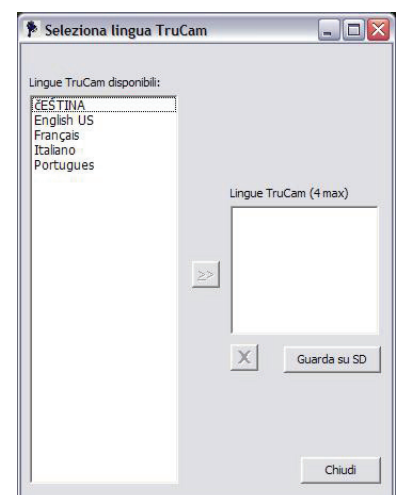 Seleziona lingua TruCam
Lingue TruCam disponibili:
čEŠTINA
English US
Français
Italiano
Portugues
Lingue TruCam (4 max)
>>
X
Guarda su SD
Chiudi